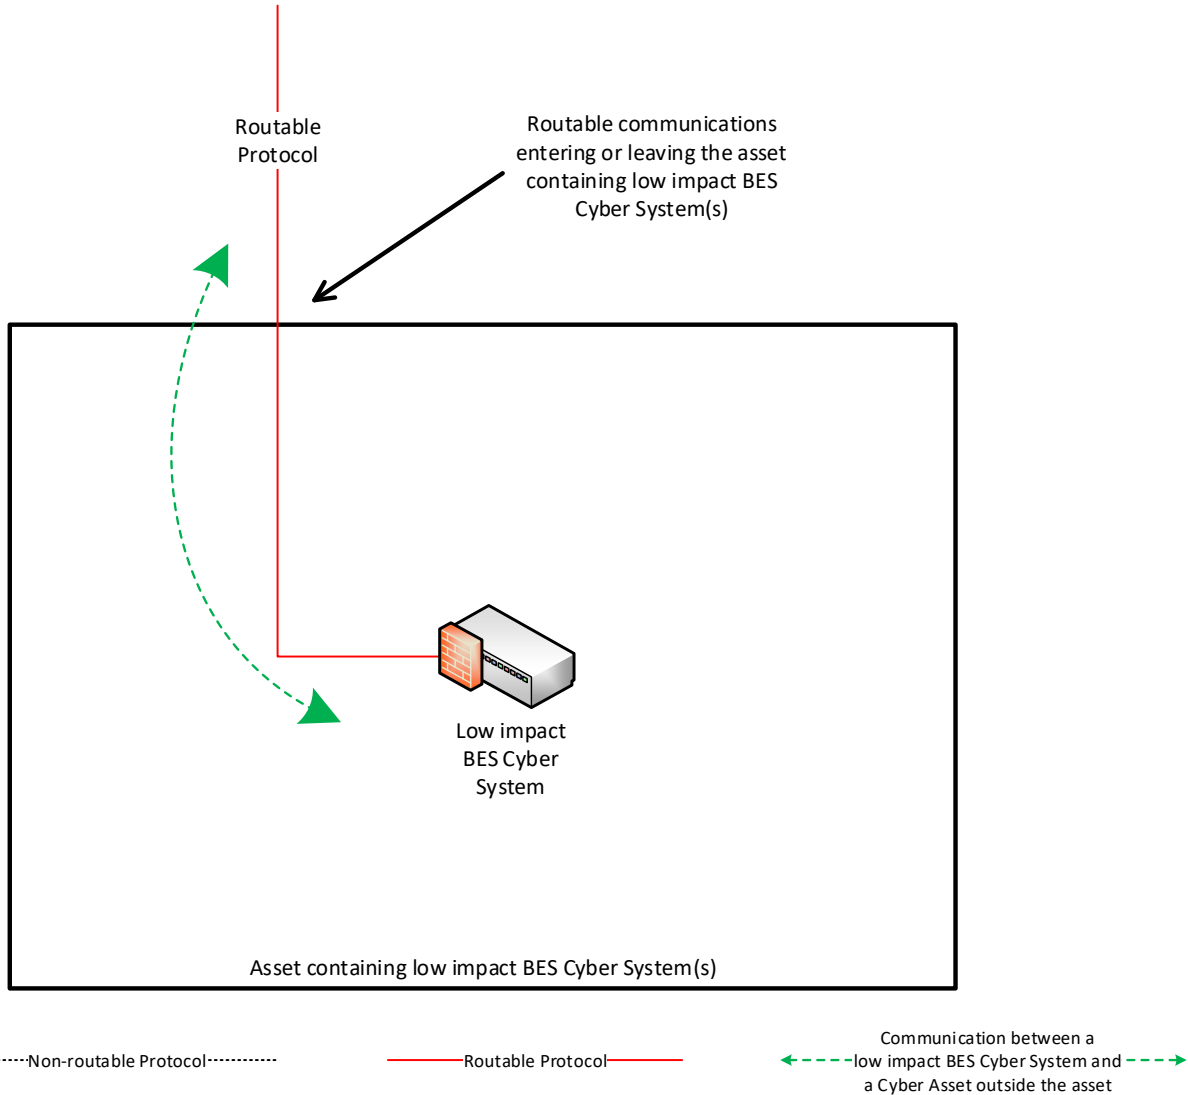 Routable
Protocol
Routable communications
entering or leaving the asset
containing low impact BES
Cyber System(s)
Low impact
BES Cyber
System
Asset containing low impact BES Cyber System(s)
Non-routable Protocol
Routable Protocol
Communication between a
low impact BES Cyber System and
a Cyber Asset outside the asset